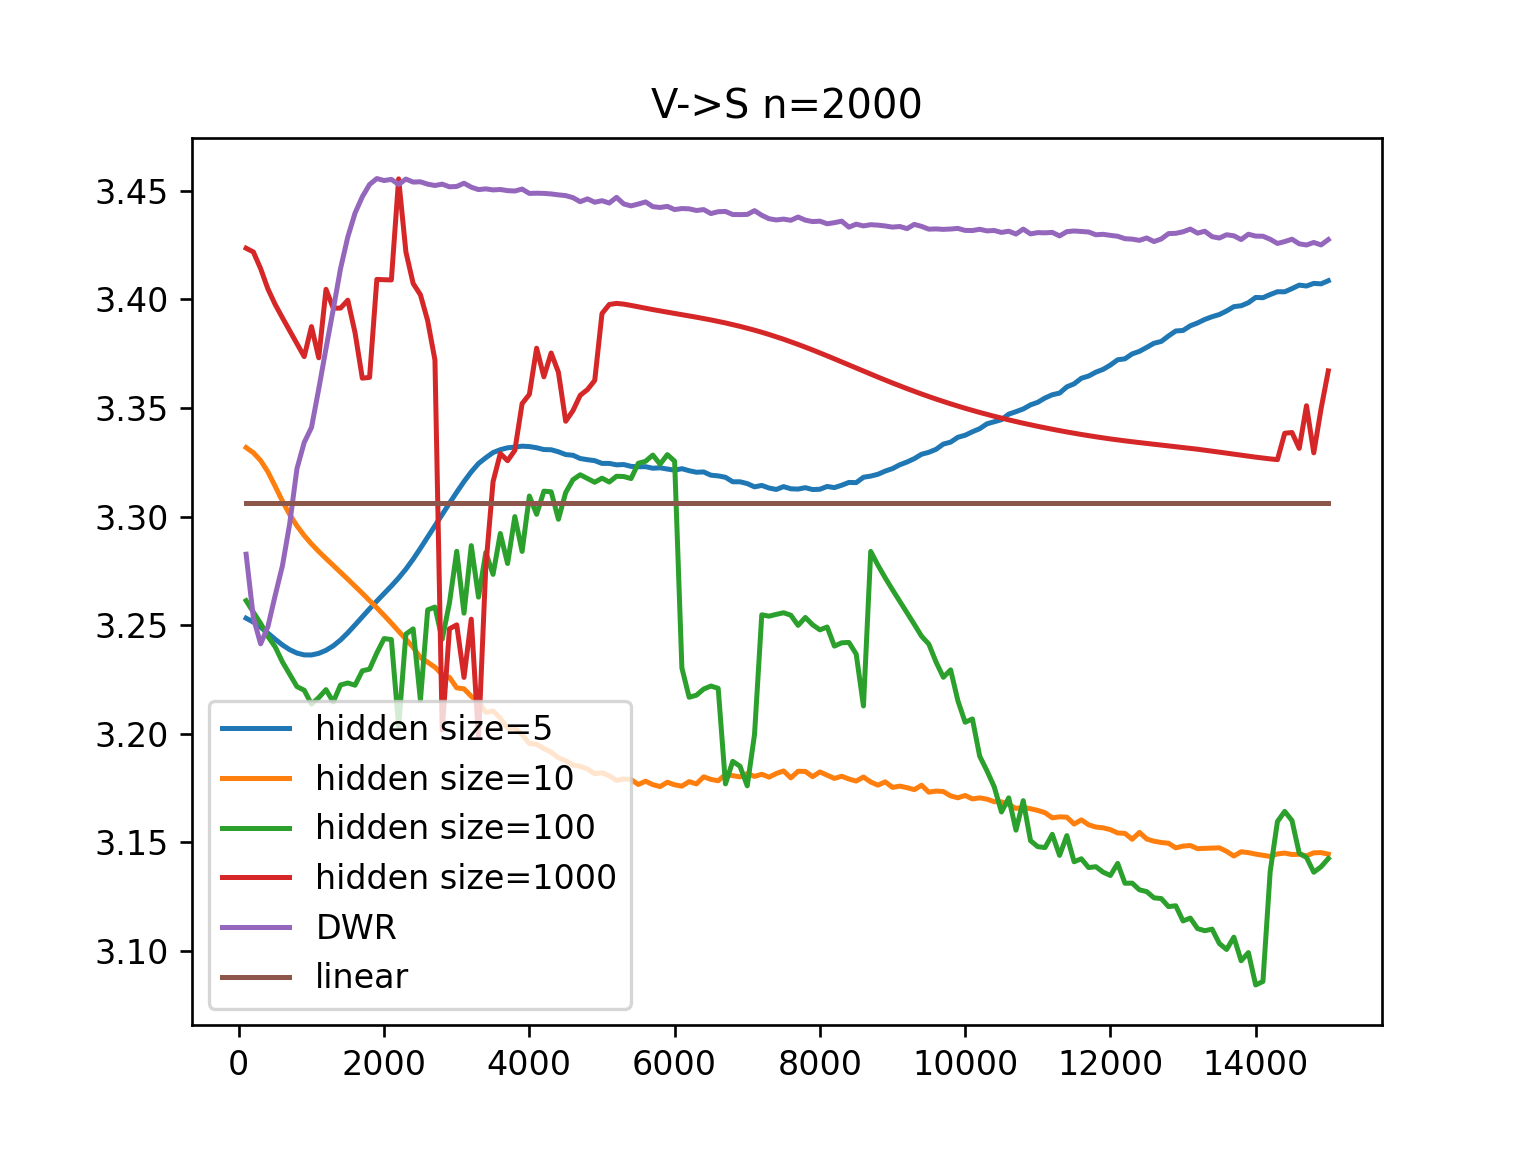 V->S n=2000
3.45
3.40
3.35
3.30
3.25
3.20
3.15
3.10
hidden size=5
hidden size=10
hidden size=100
hidden size=1000
DWR
linear
0 2000 4000 6000 8000 10000 12000 14000